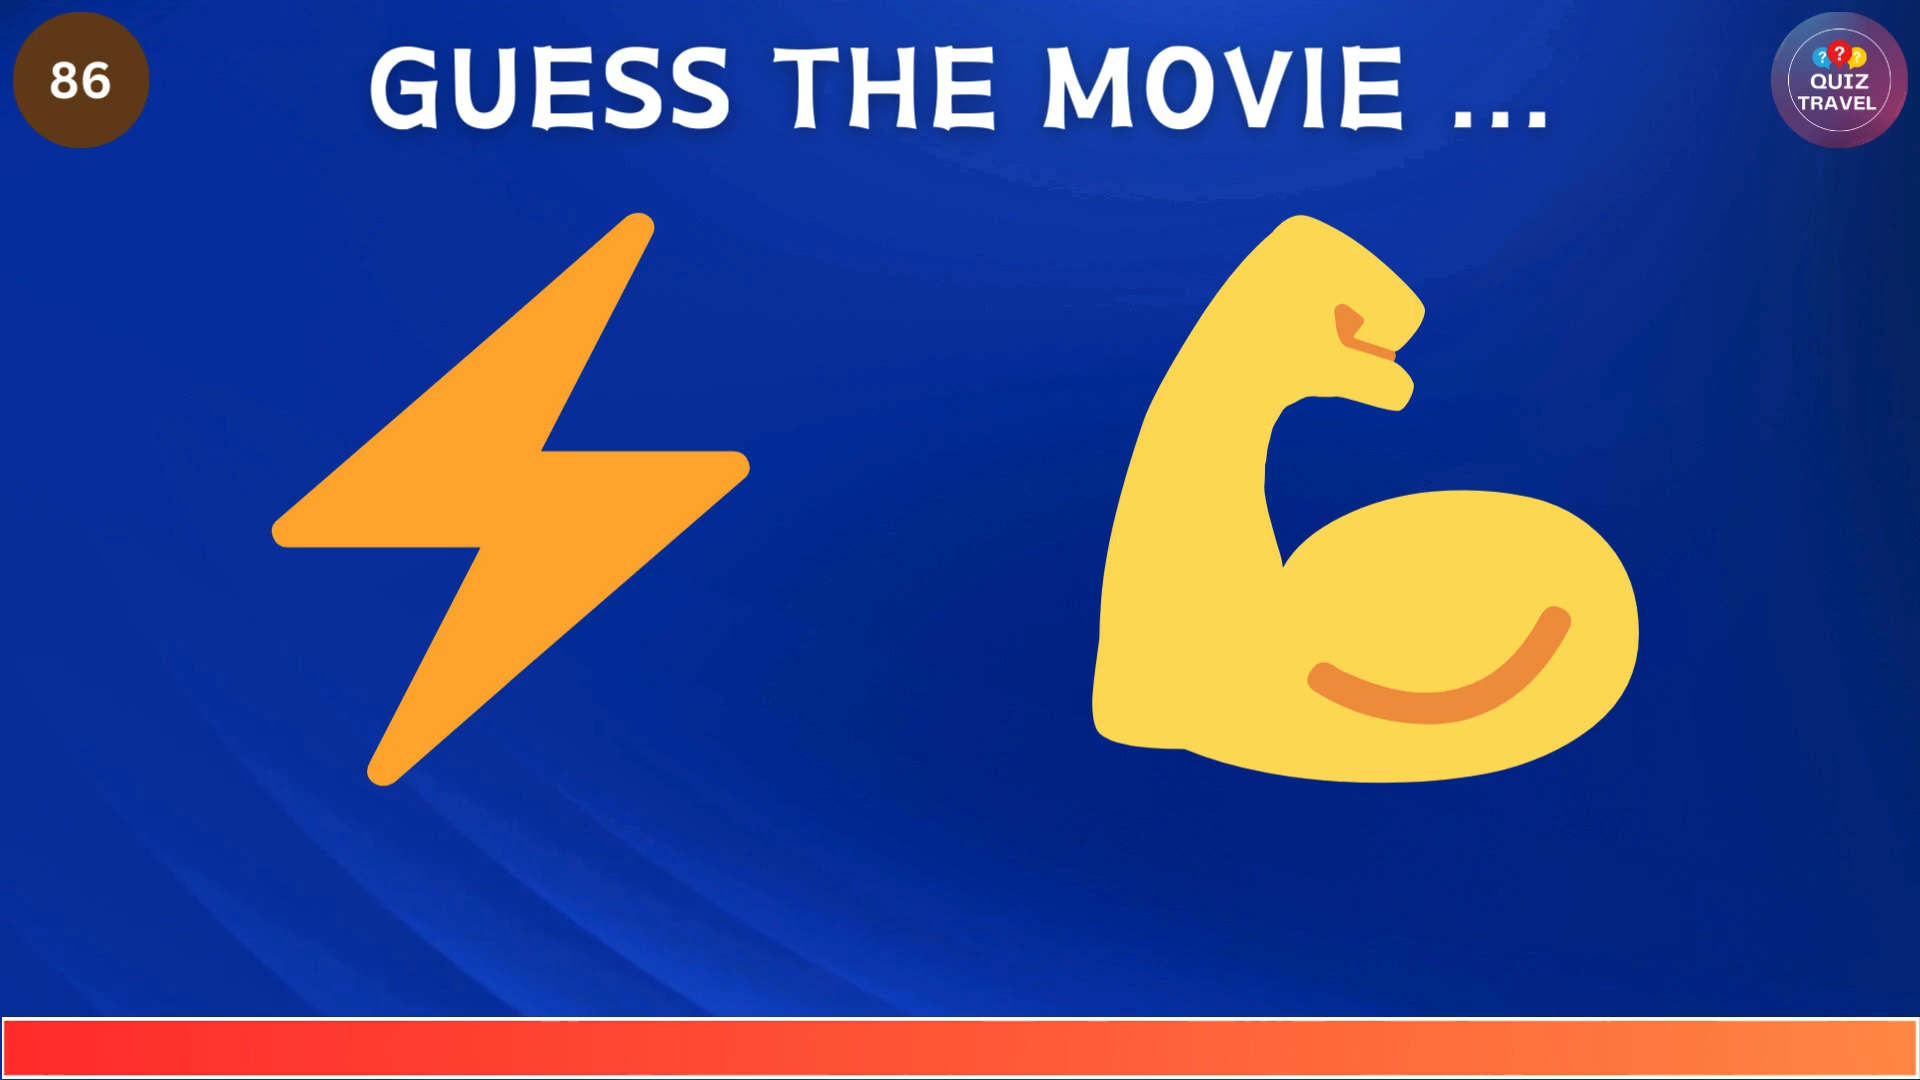 86
GUESS THE MOVIE ...
? ? ?
QUIZ
TRAVEL